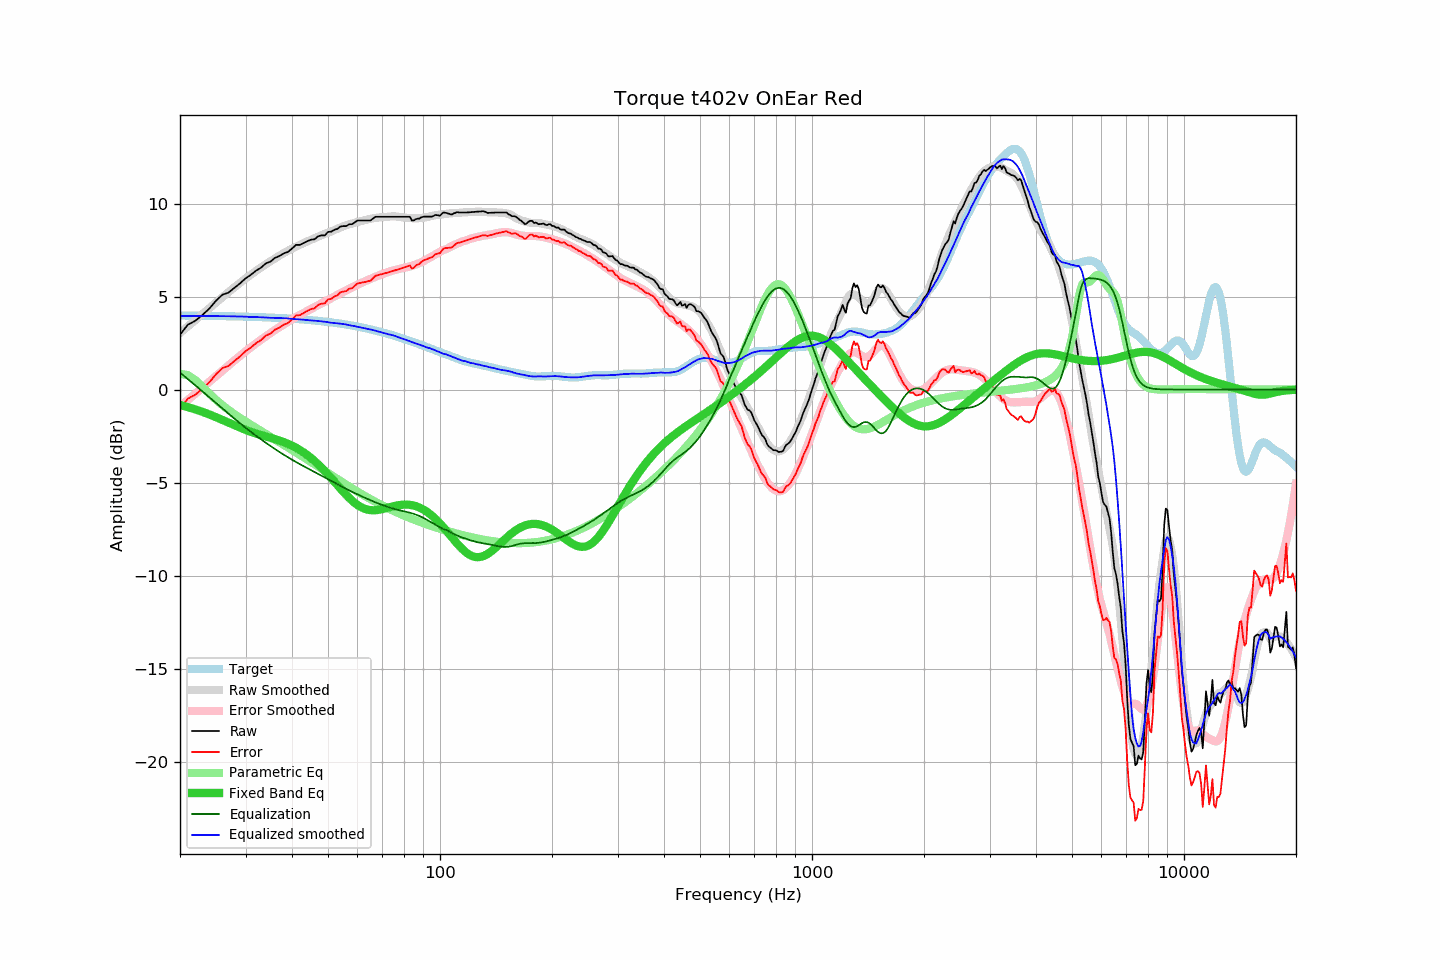 Torque t402v OnEar Red
Amplitude (dBr)
10
5
0
−5
−10
−15
−20
Target
Raw Smoothed
Error Smoothed
Raw
Error
Parametric Eq
Fixed Band Eq
Equalization
Equalized smoothed
100
1000
10000
Frequency (Hz)